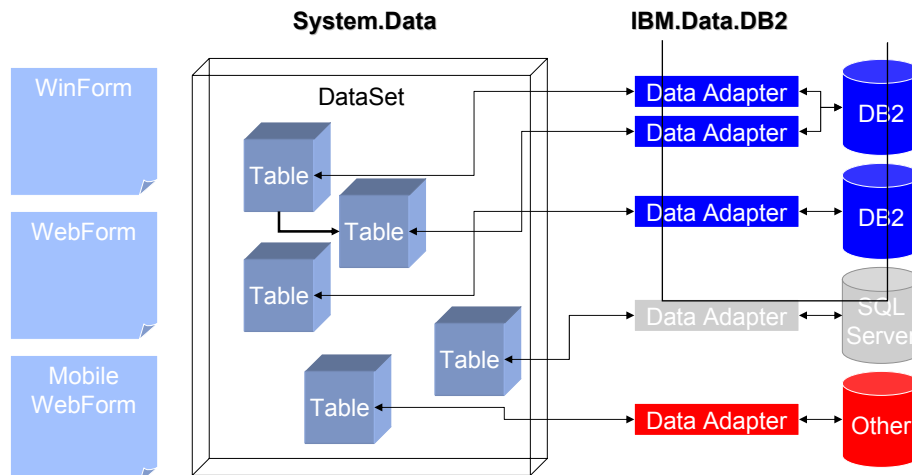 System.Data
IBM.Data.DB2
WinForm
WebForm
Mobile
WebForm
DataSet
Table
Table
Table
Table
Table
Data Adapter
Data Adapter
Data Adapter
Data Adapter
Data Adapter
DB2
DB2
SQL
Server
Other